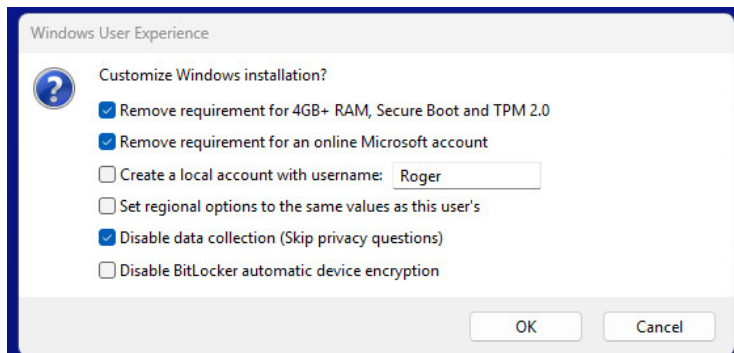 Windows User Experience
Customize Windows installation?
Remove requirement for 4GB+ RAM, Secure Boot and TPM 2.0
Remove requirement for an online Microsoft account
Create a local account with username: Roger
Set regional options to the same values as this user's
Disable data collection (Skip privacy questions)
Disable BitLocker automatic device encryption
OK Cancel